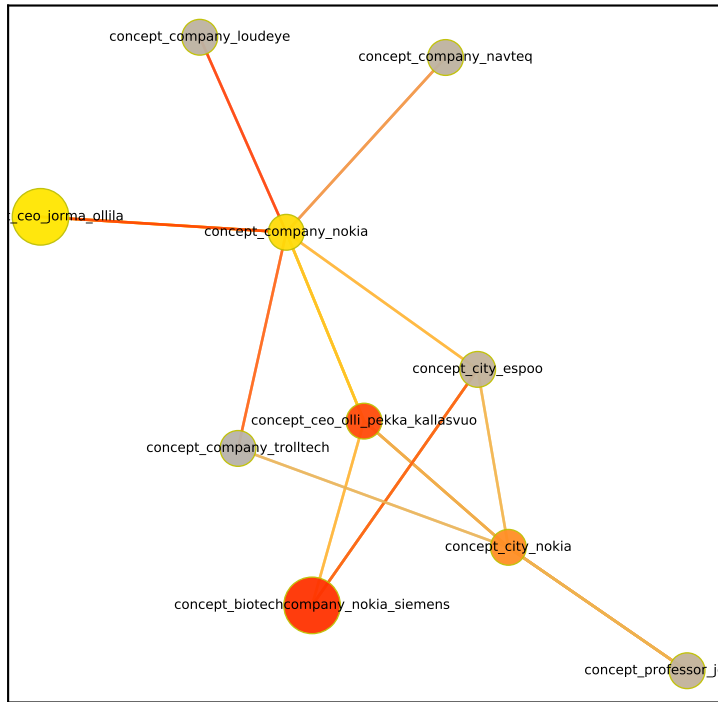 concept_company_loudeye
concept_company_navteq
_ceo_jorma_ollila
concept_company_nokia
concept_city_espoo
concept_ceo_olli_pekka_kallasvuo
concept_company_trolltech
concept_city_nokia
concept_biotechcompany_nokia_siemens
concept_professor_j